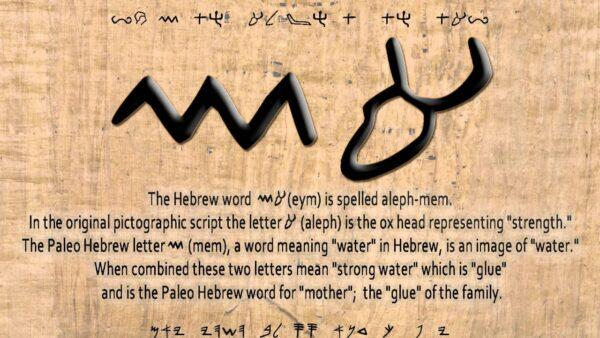 𐤀𐤌
The Hebrew word 𐤀𐤌 (eym) is spelled aleph-mem.
In the original pictographic script the letter 𐤀 (aleph) is the ox head representing "strength."
The Paleo Hebrew letter 𐤌 (mem), a word meaning "water" in Hebrew, is an image of "water."
When combined these two letters mean "strong water" which is "glue"
and is the Paleo Hebrew word for "mother"; the "glue" of the family.